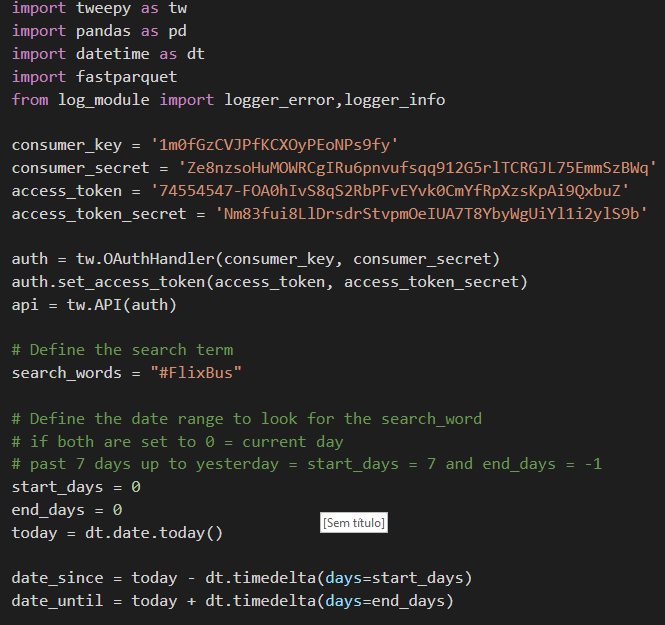 import tweepy as tw
import pandas as pd
import datetime as dt
import fastparquet
from log_module import logger_error,logger_info
consumer_key = '1m0fGzCVJPfKCXOyPEoNPs9fy'
consumer_secret = 'Ze8nzsoHuMOWRCgIRu6pnvufsqq912G5rlTCRGJL75EmmSzBWq'
access_token = '74554547-FOA0hIvS8qS2RbPFvEYvk0CmYfRpXzsKpAi9QxbuZ'
access_token_secret = 'Nm83fui8LlDrsdrStvpmOeIUA7T8YbyWgUiYl1i2ylS9b'
auth = tw.OAuthHandler(consumer_key, consumer_secret)
auth.set_access_token(access_token, access_token_secret)
api = tw.API(auth)
# Define the search term
search_words = "#FlixBus"
# Define the date range to look for the search_word
# if both are set to 0 = current day
# past 7 days up to yesterday = start_days = 7 and end_days = -1
start_days = 0
end_days = 0
[Sem título]
today = dt.date.today()
date_since = today - dt.timedelta(days=start_days)
date_until = today + dt.timedelta(days=end_days)